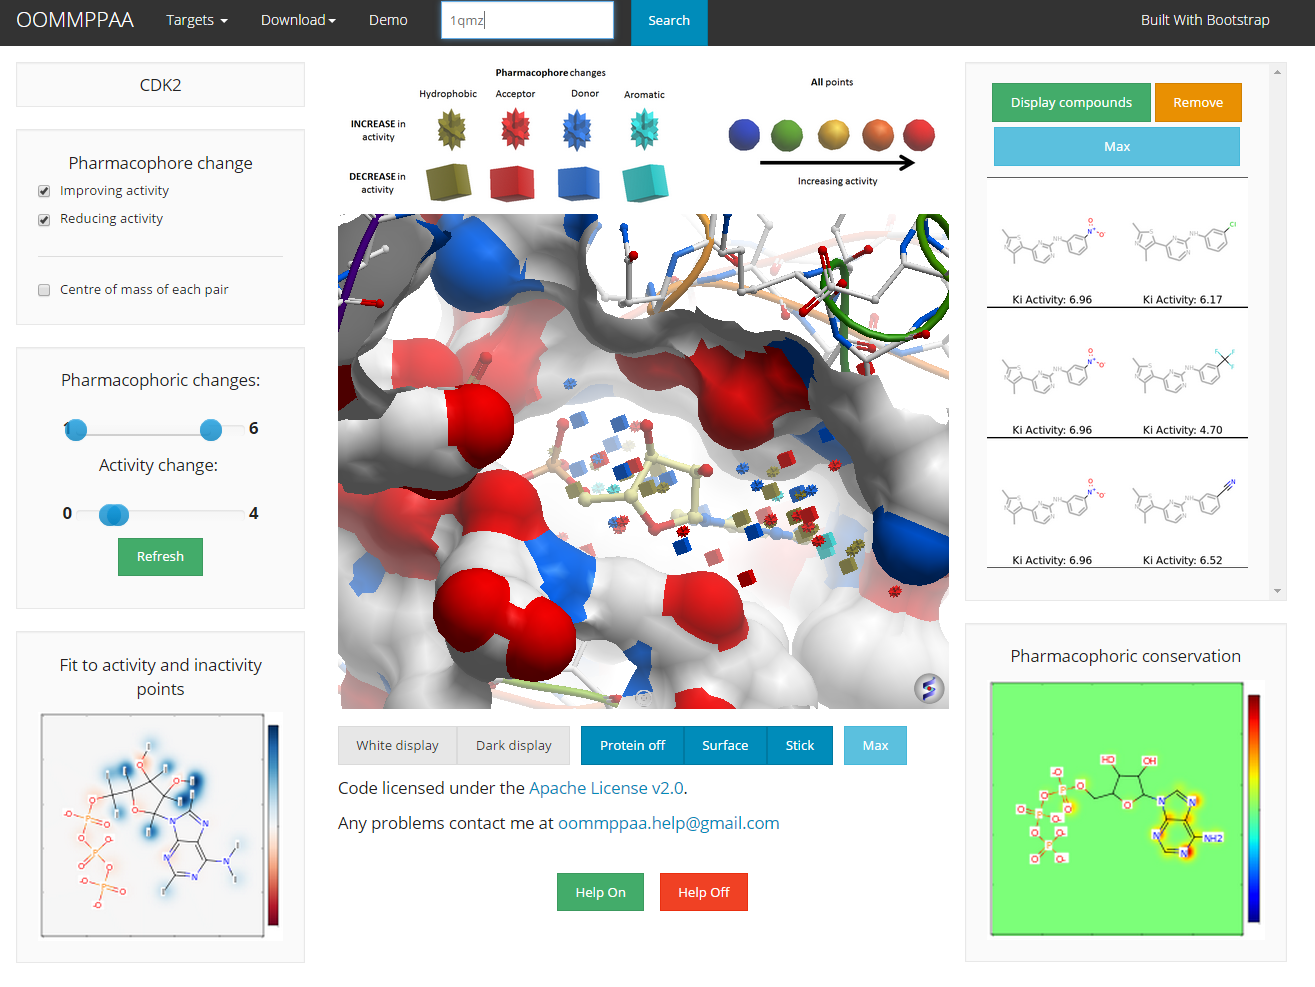 OOMMPPAA Targets Download Demo 1qmz Search Built With Bootstrap
CDK2
Pharmacophore change
Improving activity
Reducing activity
Centre of mass of each pair
Pharmacophoric changes:
1 6
Activity change:
0 4
Refresh
Fit to activity and inactivity
points
Pharmacophore changes
Hydrophobic Acceptor Donor Aromatic
INCREASE in
activity
DECREASE in
activity
All points
Increasing activity
White display Dark display Protein off Surface Stick Max
Code licensed under the Apache License v2.0.
Any problems contact me at oommppaa.help@gmail.com
Help On Help Off
Display compounds Remove
Max
Ki Activity: 6.96 Ki Activity: 6.17
Ki Activity: 6.96 Ki Activity: 4.70
Ki Activity: 6.96 Ki Activity: 6.52
Pharmacophoric conservation
HO OH
NH2